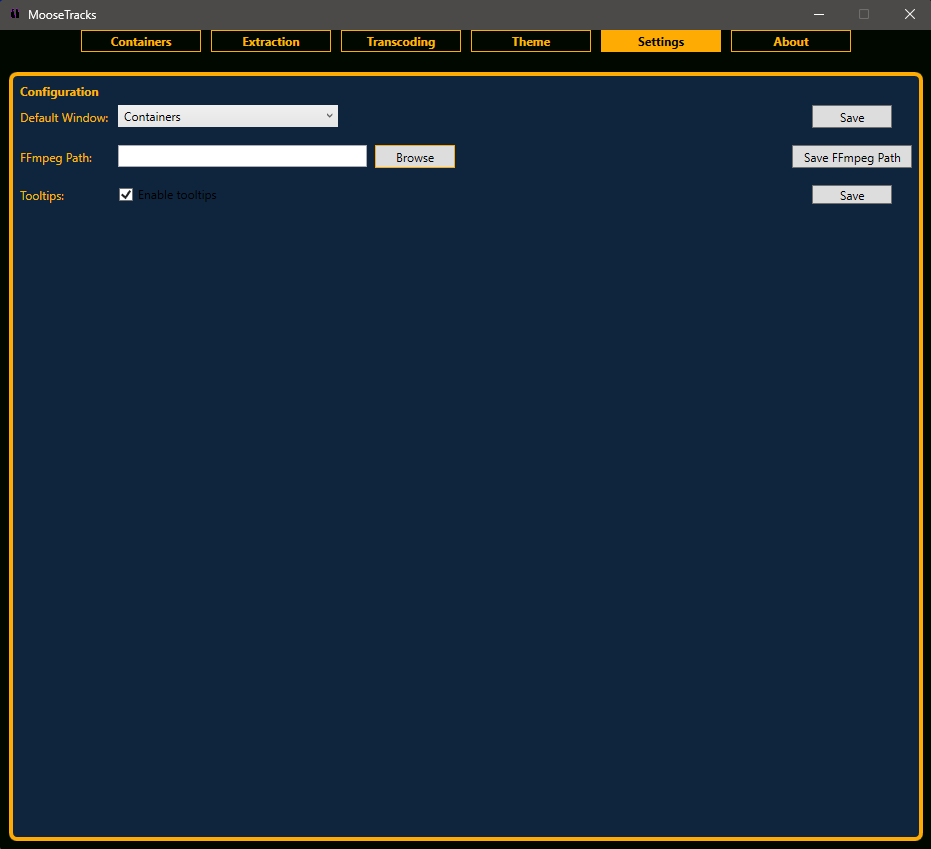 MooseTracks
Containers Extraction Transcoding Theme Settings About
Configuration
Default Window: Containers Save
FFmpeg Path: Browse Save FFmpeg Path
Tooltips: Enable tooltips Save